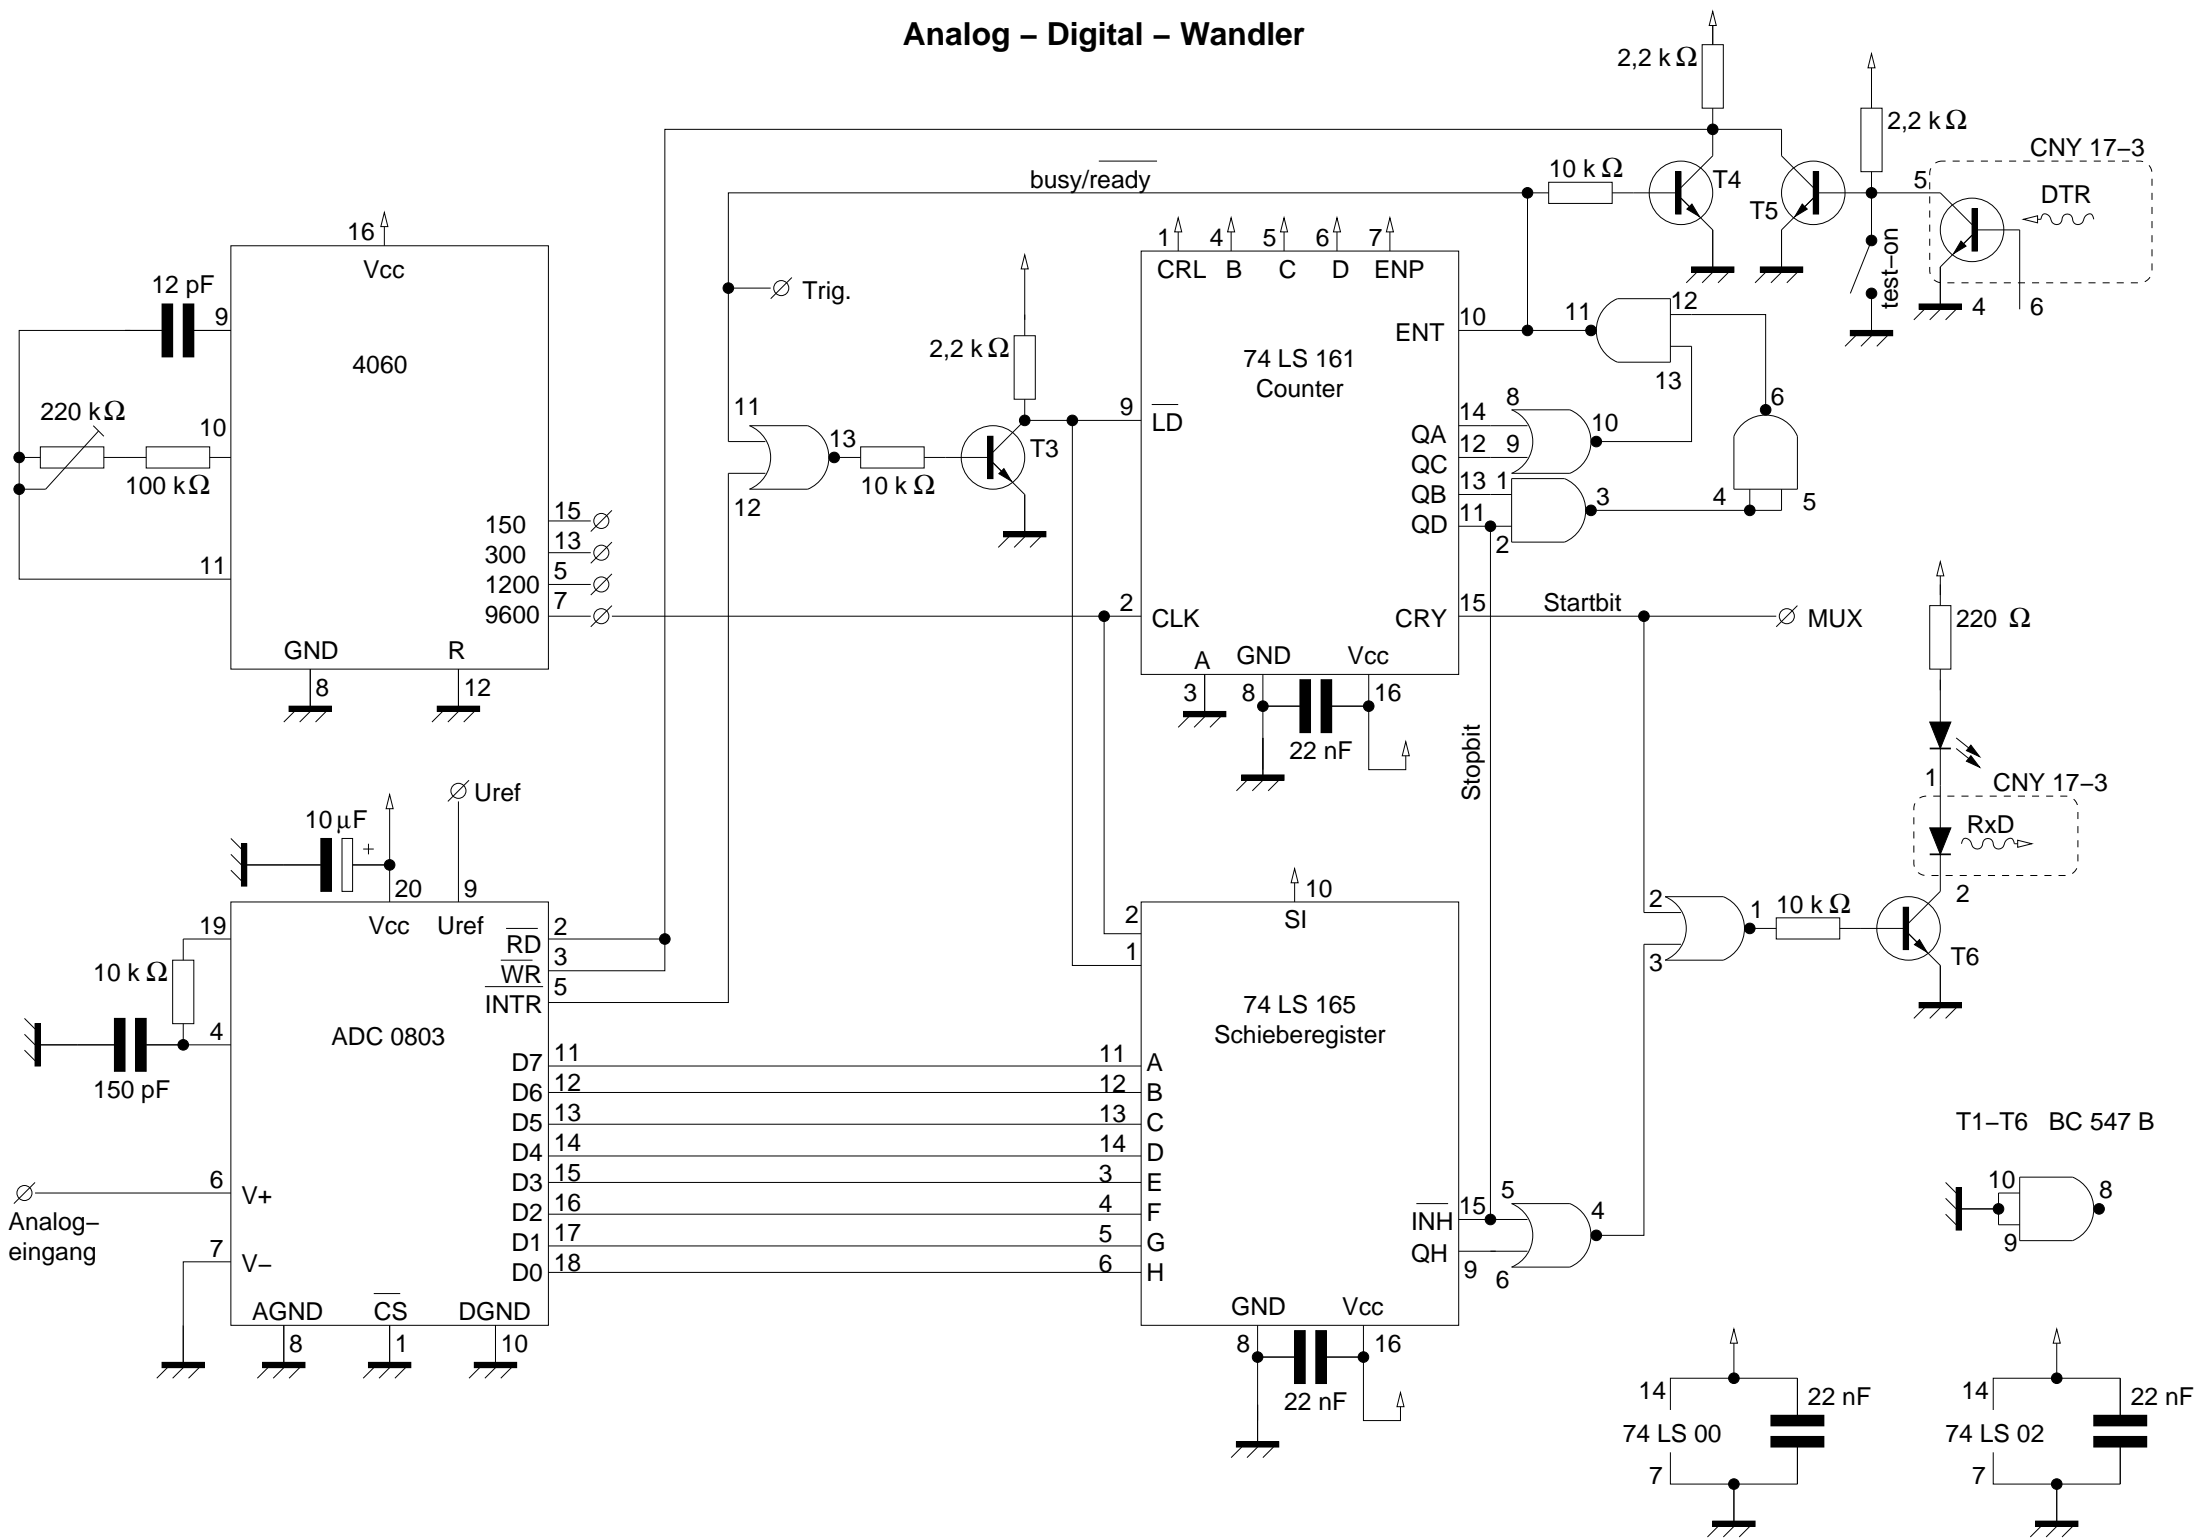 Analog – Digital – Wandler
2,2 k Ω
2,2 k Ω
CNY 17–3
busy/ready
10 k Ω
T4
T5
5
DTR
4
6
test–on
16
Vcc
12 pF
9
4060
220 k Ω
10
100 k Ω
11
150
15
300
13
1200
5
9600
7
GND
R
8
12
Trig.
11
12
13
10 k Ω
2,2 k Ω
T3
1
4
5
6
7
CRL
B
C
D
ENP
74 LS 161
Counter
9
LD
2
CLK
ENT
10
QA
14
QC
12
QB
13
QD
11
CRY
15
A
GND
Vcc
3
8
16
22 nF
11
12
13
8
9
10
1
2
3
4
5
6
Startbit
MUX
Stopbit
220 Ω
1
CNY 17–3
RxD
2
2
3
1
10 k Ω
T6
10 µF
+
Uref
20
9
Vcc
Uref
19
10 k Ω
4
150 pF
ADC 0803
RD
2
WR
3
INTR
5
D7
11
D6
12
D5
13
D4
14
D3
15
D2
16
D1
17
D0
18
6
V+
Analog–
eingang
7
V–
AGND
CS
DGND
8
1
10
10
SI
2
1
74 LS 165
Schieberegister
11
A
12
B
13
C
14
D
3
E
4
F
5
G
6
H
INH
15
QH
9
5
6
4
GND
Vcc
8
16
22 nF
T1–T6 BC 547 B
10
9
8
14
22 nF
74 LS 00
7
14
22 nF
74 LS 02
7